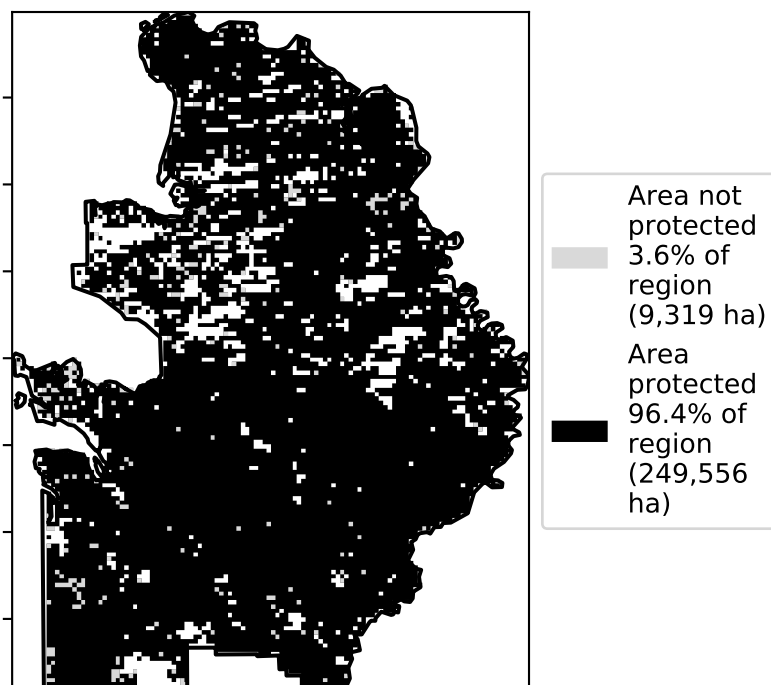 Area not
protected
3.6% of
region
(9,319 ha)
Area
protected
96.4% of
region
(249,556
ha)